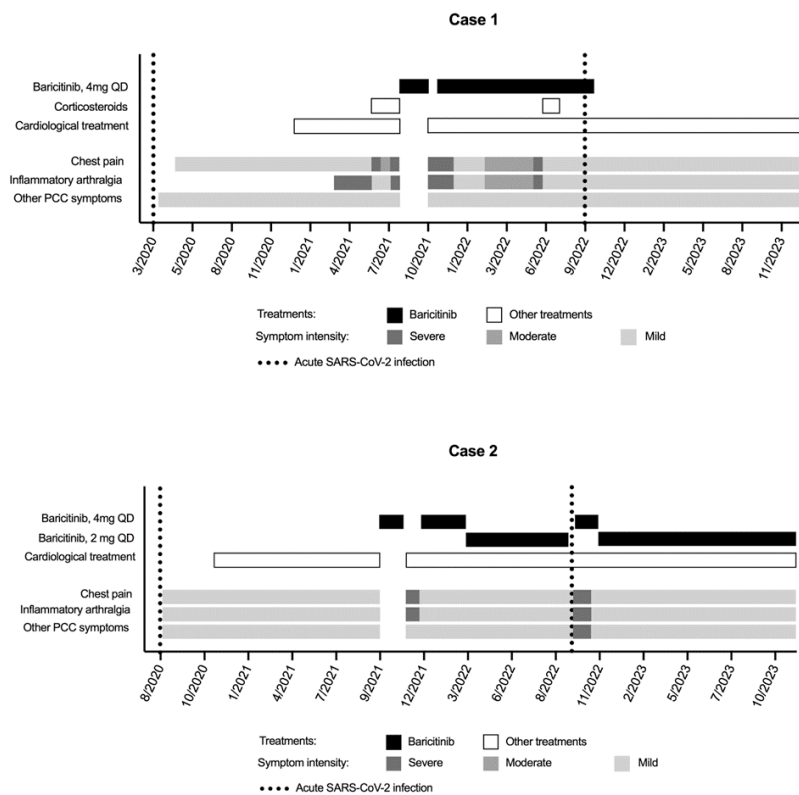 Case 1
Baricitinib, 4mg QD
Corticosteroids
Cardiological treatment
Chest pain
Inflammatory arthralgia
Other PCC symptoms
3/2020 5/2020 8/2020 11/2020 1/2021 4/2021 7/2021 10/2021 1/2022 3/2022 6/2022 9/2022 12/2022 2/2023 5/2023 8/2023 11/2023
Treatments: Baricitinib Other treatments
Symptom intensity: Severe Moderate Mild
Acute SARS-CoV-2 infection
Case 2
Baricitinib, 4mg QD
Baricitinib, 2 mg QD
Cardiological treatment
Chest pain
Inflammatory arthralgia
Other PCC symptoms
8/2020 10/2020 1/2021 4/2021 7/2021 9/2021 12/2021 3/2022 6/2022 8/2022 11/2022 2/2023 5/2023 7/2023 10/2023
Treatments: Baricitinib Other treatments
Symptom intensity: Severe Moderate Mild
Acute SARS-CoV-2 infection